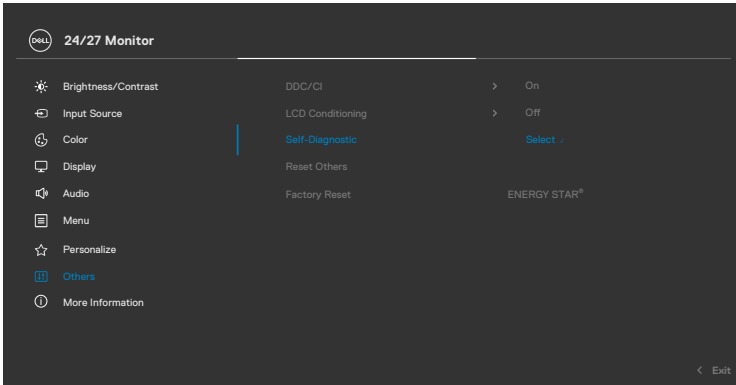 DELL 24/27 Monitor
Brightness/Contrast DDC/CI > On
Input Source LCD Conditioning > Off
Color Self-Diagnostic Select
Display Reset Others
Audio Factory Reset ENERGY STAR®
Menu
Personalize
Others
More Information
< Exit